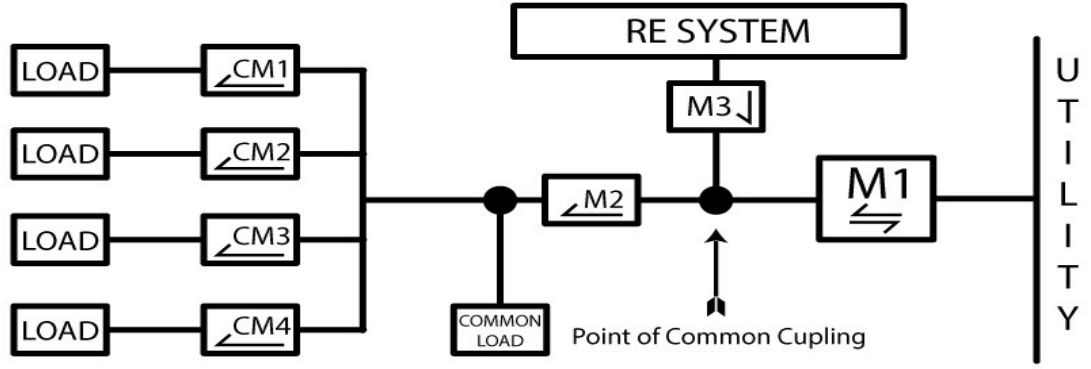 RE SYSTEM
LOAD
CM1
M3
LOAD
CM2
M1
M2
LOAD
CM3
LOAD
CM4
COMMON
LOAD
Point of Common Cupling
UTILITY